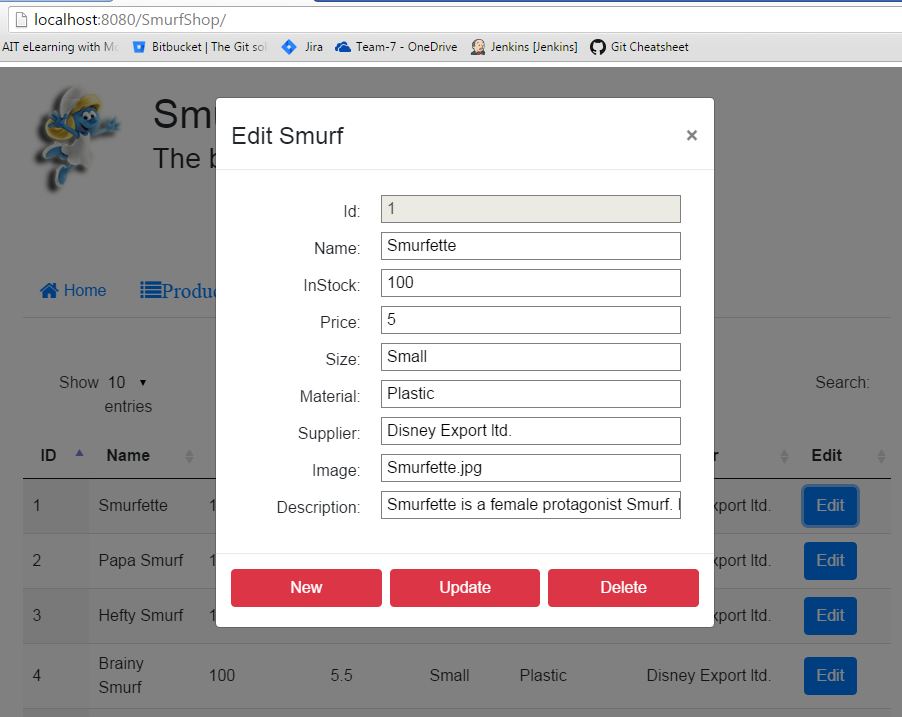 localhost:8080/SmurfShop/
AIT eLearning with Mo
Bitbucket | The Git sol
Jira
Team-7 - OneDrive
Jenkins [Jenkins]
Git Cheatsheet
Smu
The b
Home
Produc
Edit Smurf
×
Id: 1
Name: Smurfette
InStock: 100
Price: 5
Size: Small
Material: Plastic
Supplier: Disney Export ltd.
Image: Smurfette.jpg
Description: Smurfette is a female protagonist Smurf.
New Update Delete
Show 10
entries
Search:
ID Name r Edit
1 Smurfette 1 xport ltd. Edit
2 Papa Smurf 1 xport ltd. Edit
3 Hefty Smurf 1 xport ltd. Edit
4 Brainy
Smurf 100 5.5 Small Plastic Disney Export ltd. Edit